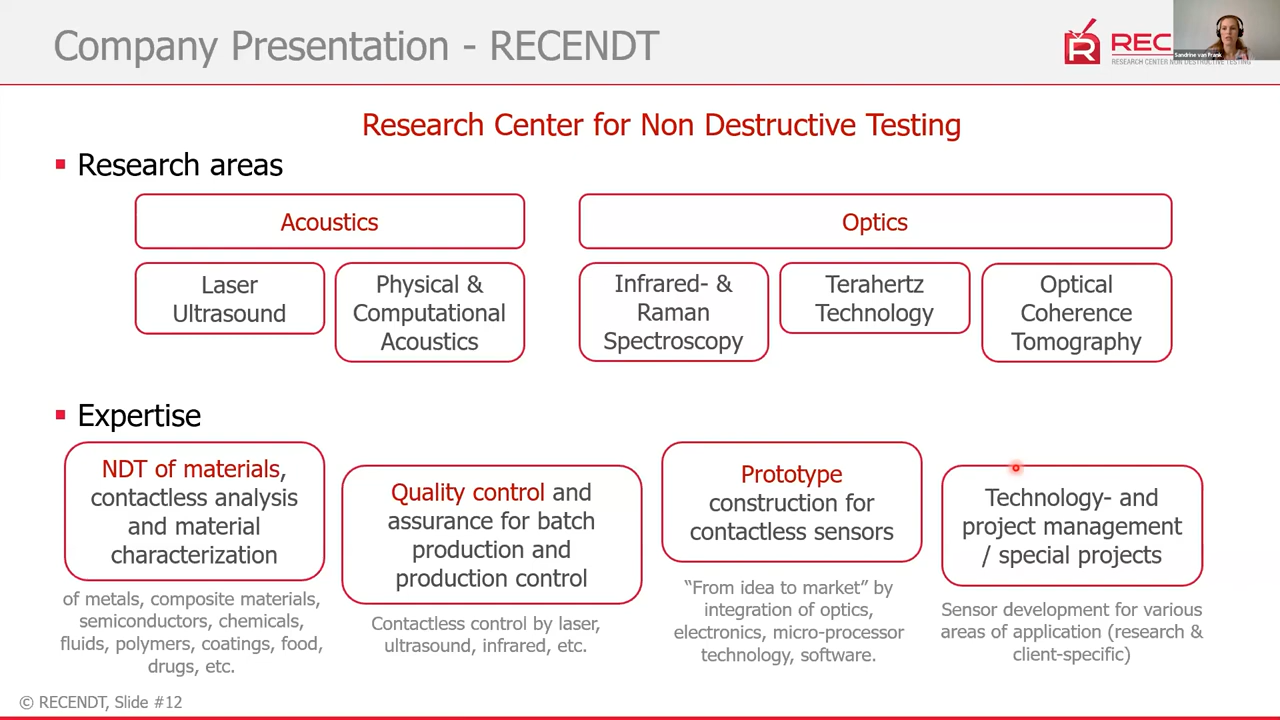 Company Presentation - RECENDT
REC
RESEARCH CENTER NON DESTRUCTIVE TESTING
Sandrine van Frank
Research Center for Non Destructive Testing
Research areas
Acoustics
Optics
Laser
Ultrasound
Physical &
Computational
Acoustics
Infrared- &
Raman
Spectroscopy
Terahertz
Technology
Optical
Coherence
Tomography
Expertise
NDT of materials,
contactless analysis
and material
characterization
of metals, composite materials,
semiconductors, chemicals,
fluids, polymers, coatings, food,
drugs, etc.
Quality control and
assurance for batch
production and
production control
Contactless control by laser,
ultrasound, infrared, etc.
Prototype
construction for
contactless sensors
“From idea to market” by
integration of optics,
electronics, micro-processor
technology, software.
Technology- and
project management
/ special projects
Sensor development for various
areas of application (research &
client-specific)
© RECENDT, Slide #12